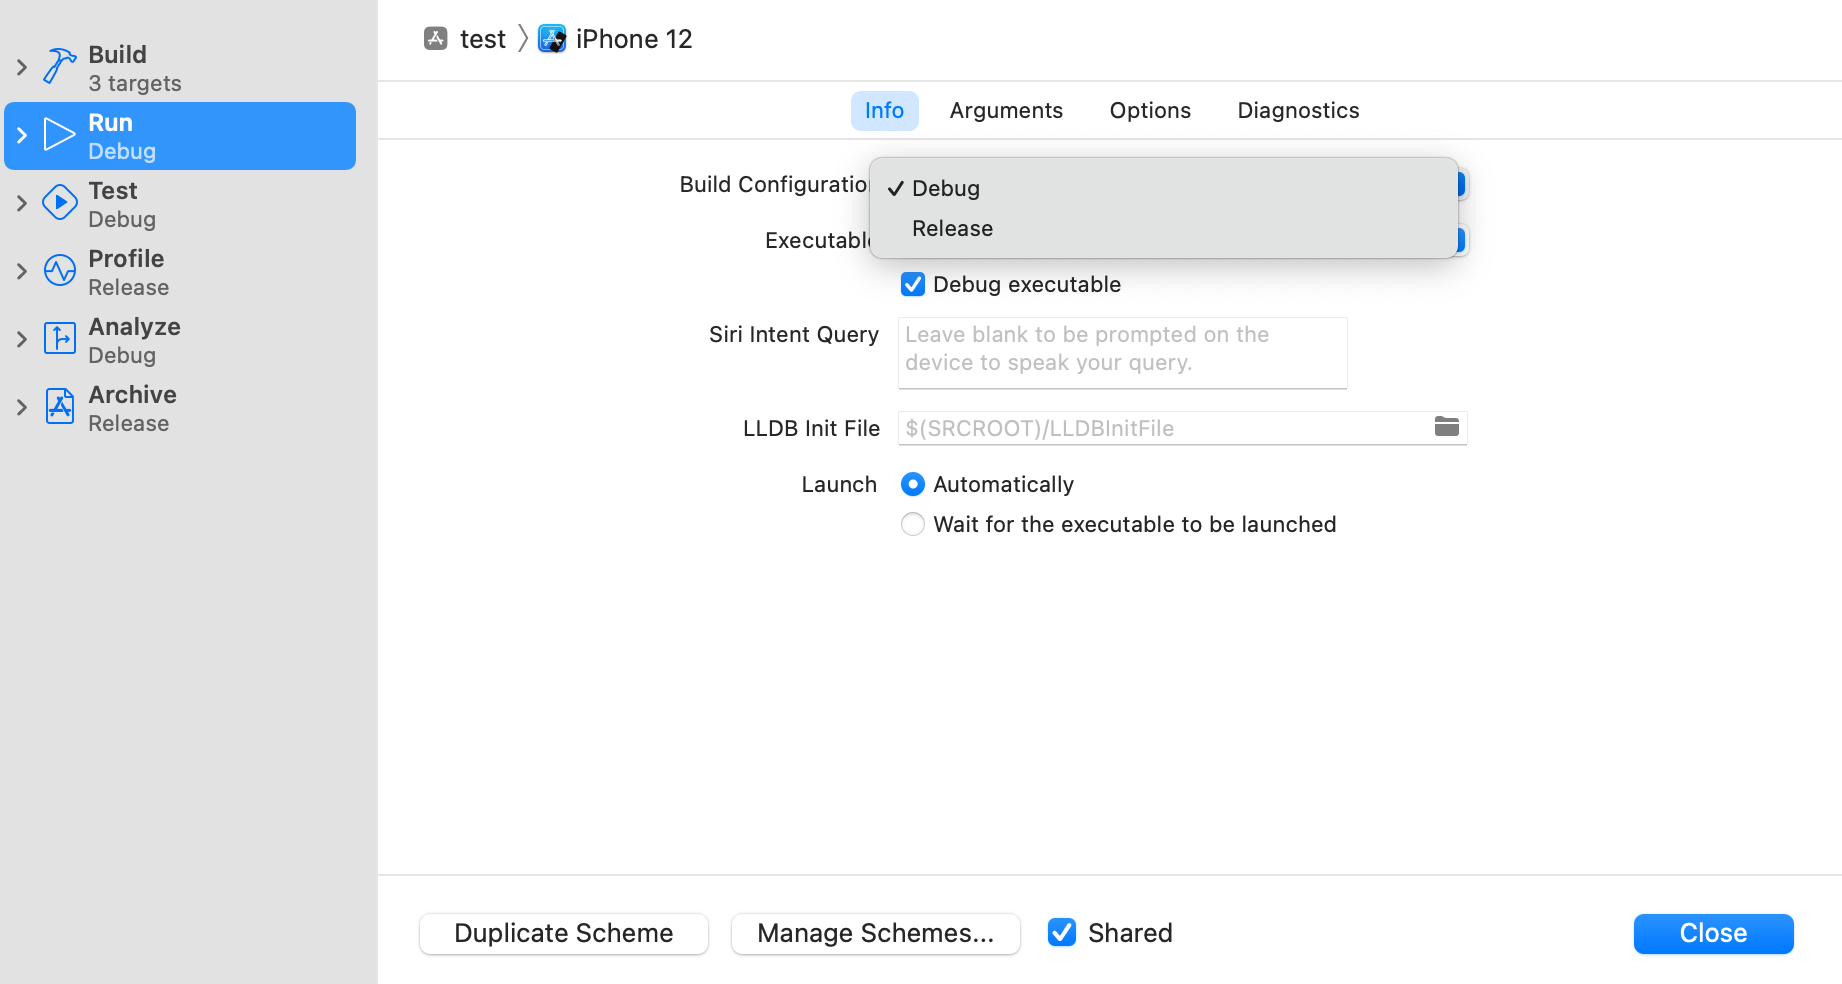 Build
3 targets
Run
Debug
Test
Debug
Profile
Release
Analyze
Debug
Archive
Release
test
iPhone 12
Info
Arguments
Options
Diagnostics
Build Configuration
Debug
Release
Executable
Debug executable
Siri Intent Query
Leave blank to be prompted on the
device to speak your query.
LLDB Init File
$(SRCROOT)/LLDBInitFile
Launch
Automatically
Wait for the executable to be launched
Duplicate Scheme
Manage Schemes...
Shared
Close